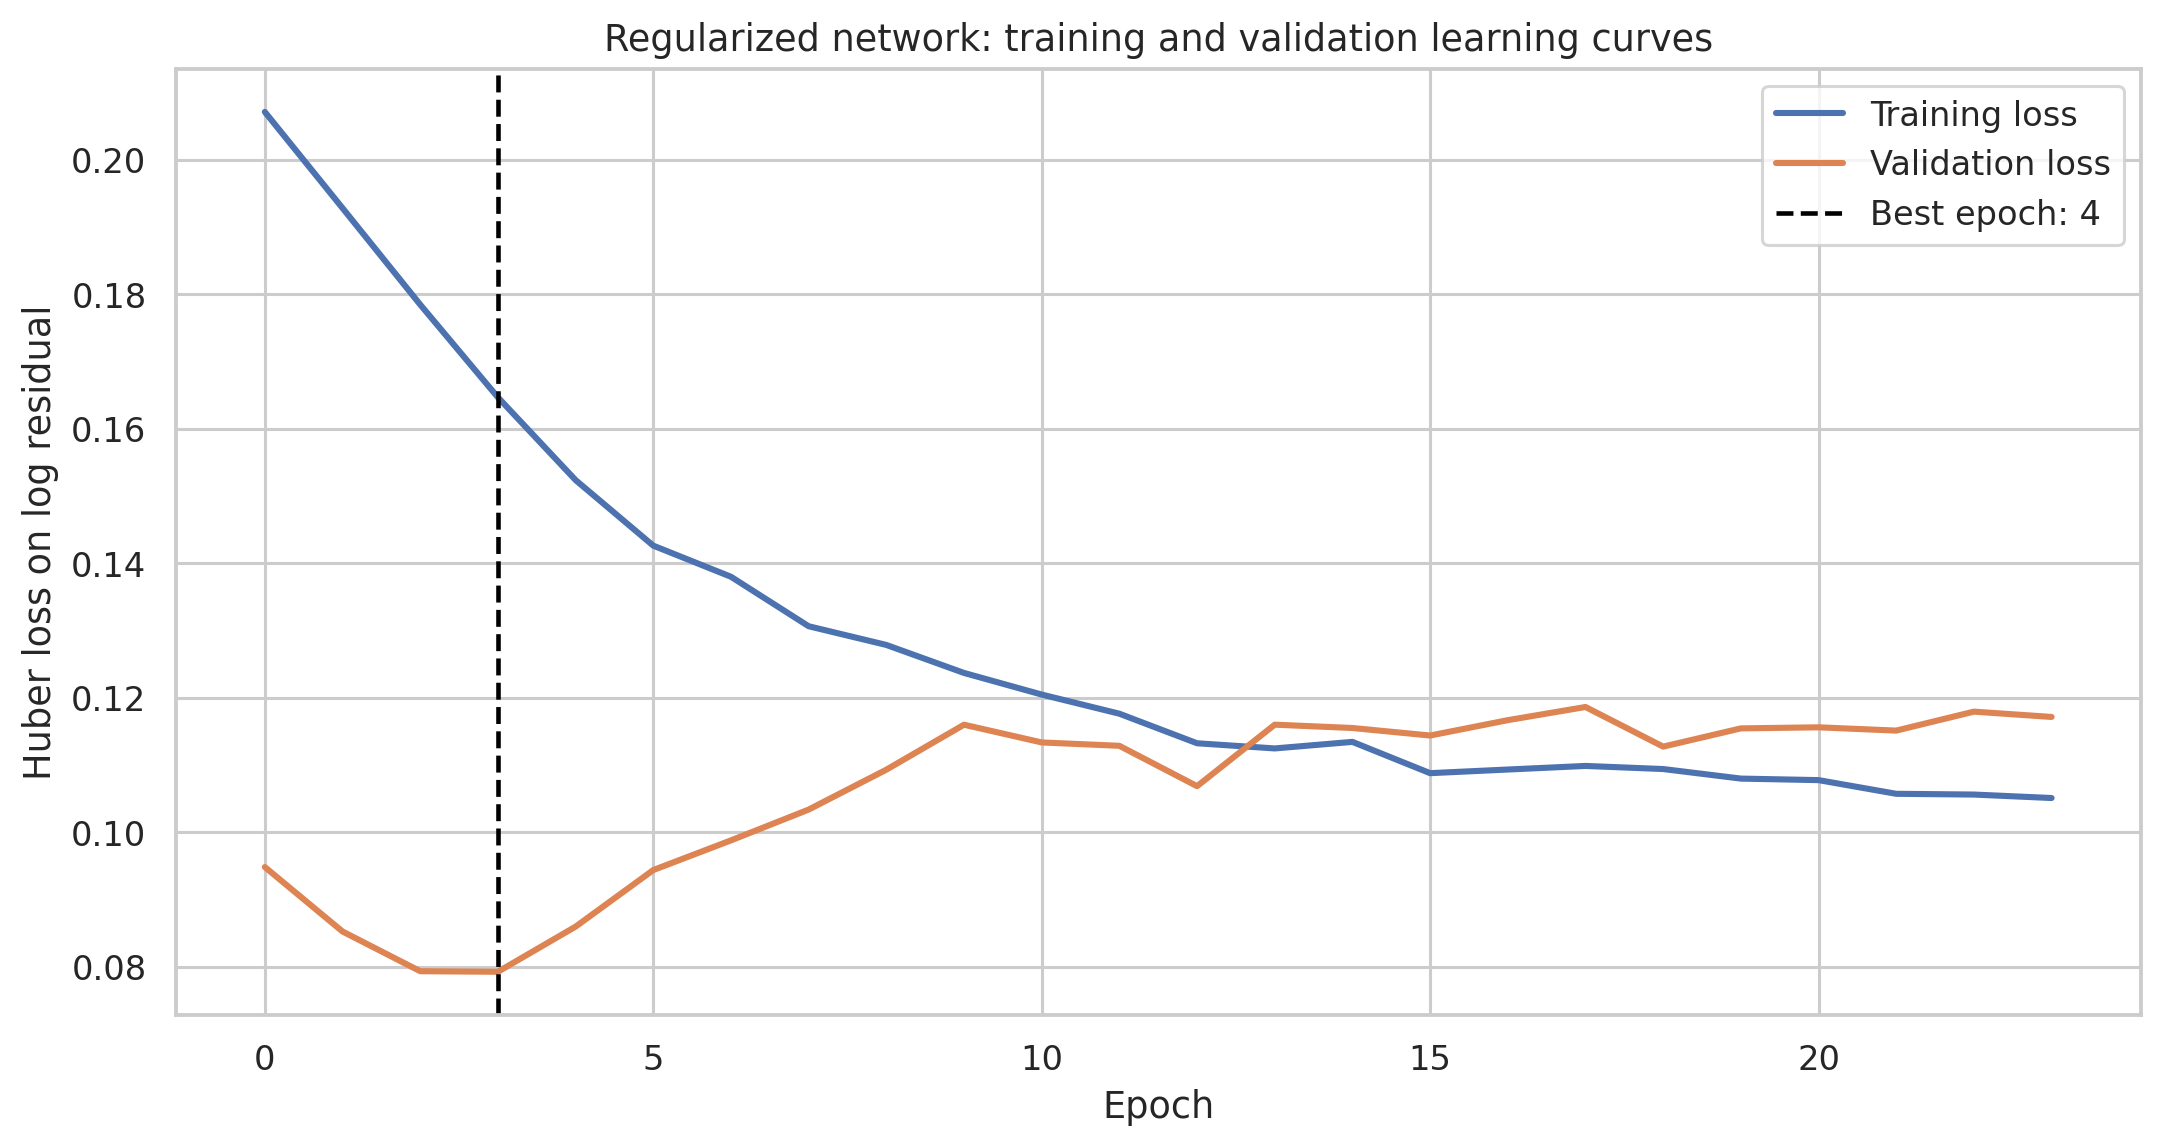 Regularized network: training and validation learning curves
Training loss
Validation loss
Best epoch: 4
Huber loss on log residual
0.20
0.18
0.16
0.14
0.12
0.10
0.08
0
5
10
15
20
Epoch